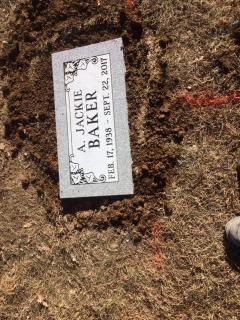 A. JACKIE
BAKER
FEB. 17, 1938 - SEPT. 22, 2017